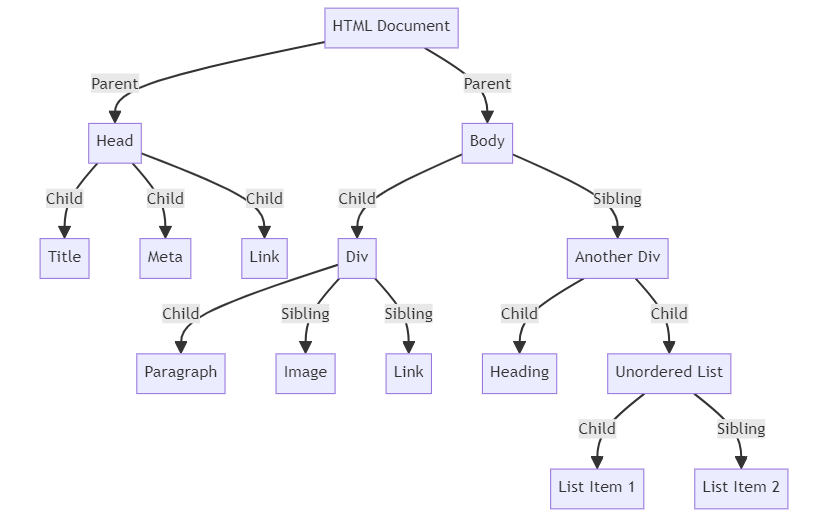 HTML Document
Parent
Parent
Head
Body
Child
Child
Child
Child
Sibling
Title
Meta
Link
Div
Another Div
Child
Sibling
Sibling
Child
Child
Paragraph
Image
Link
Heading
Unordered List
Child
Sibling
List Item 1
List Item 2